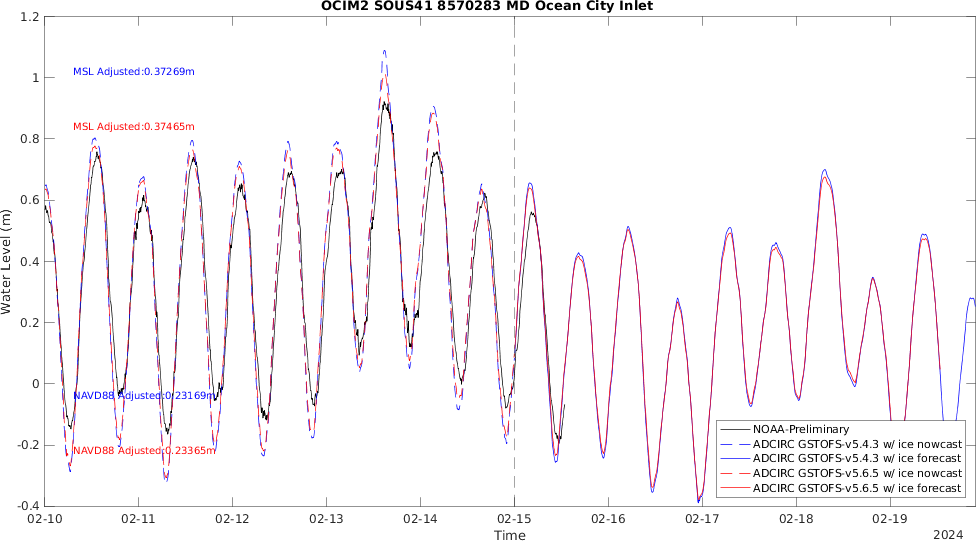 OCIM2 SOUS41 8570283 MD Ocean City Inlet
1.2
1
0.8
0.6
0.4
0.2
0
-0.2
-0.4
Water Level (m)
MSL Adjusted:0.37269m
MSL Adjusted:0.37465m
NAVD88 Adjusted:0.23169m
NAVD88 Adjusted:0.23365m
NOAA-Preliminary
ADCIRC GSTOFS-v5.4.3 w/ ice nowcast
ADCIRC GSTOFS-v5.4.3 w/ ice forecast
ADCIRC GSTOFS-v5.6.5 w/ ice nowcast
ADCIRC GSTOFS-v5.6.5 w/ ice forecast
02-10 02-11 02-12 02-13 02-14 02-15 02-16 02-17 02-18 02-19
Time
2024